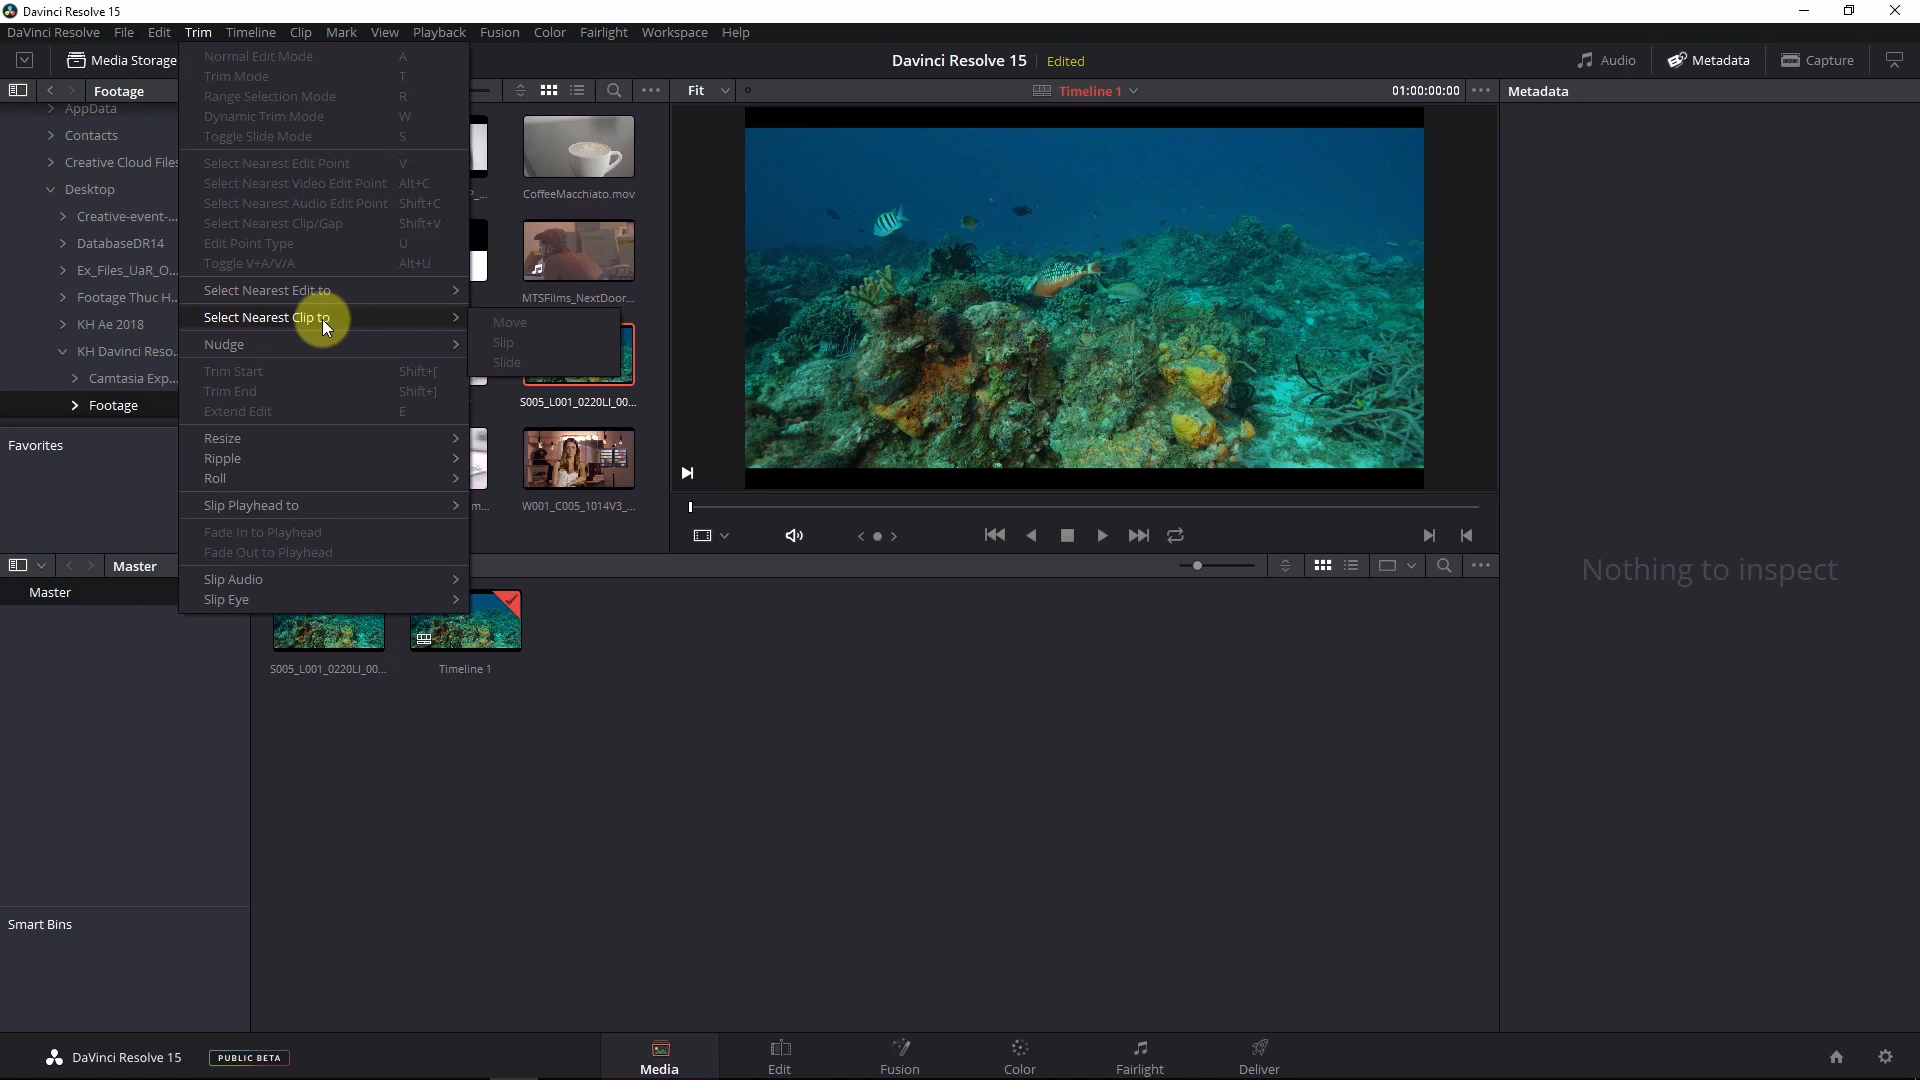 Davinci Resolve 15
DaVinci Resolve File Edit Trim Timeline Clip Mark View Playback Fusion Color Fairlight Workspace Help
Media Storage
Davinci Resolve 15 Edited
Audio Metadata Capture
Footage
Fit
Timeline 1
01:00:00:00
Metadata
AppData
Contacts
Creative Cloud Files
Desktop
Creative-event-...
DatabaseDR14
Ex_Files_UaR_O...
Footage Thuc H...
KH Ae 2018
KH Davinci Reso...
Camtasia Exp...
Footage
Favorites
Normal Edit Mode A
Trim Mode T
Range Selection Mode R
Dynamic Trim Mode W
Toggle Slide Mode S
Select Nearest Edit Point V
Select Nearest Video Edit Point Alt+C
Select Nearest Audio Edit Point Shift+C
Select Nearest Clip/Gap Shift+V
Edit Point Type U
Toggle V+A/V/A Alt+U
Select Nearest Edit to
Select Nearest Clip to
Nudge
Trim Start Shift+[
Trim End Shift+]
Extend Edit E
Resize
Ripple
Roll
Slip Playhead to
Fade In to Playhead
Fade Out to Playhead
Slip Audio
Slip Eye
Move
Slip
Slide
P_...
CoffeeMacchiato.mov
MTSFilms_NextDoor...
S005_L001_0220LI_00...
m...
W001_C005_1014V3_...
Nothing to inspect
Master
Master
S005_L001_0220LI_00...
Timeline 1
Smart Bins
DaVinci Resolve 15
PUBLIC BETA
Media
Edit
Fusion
Color
Fairlight
Deliver